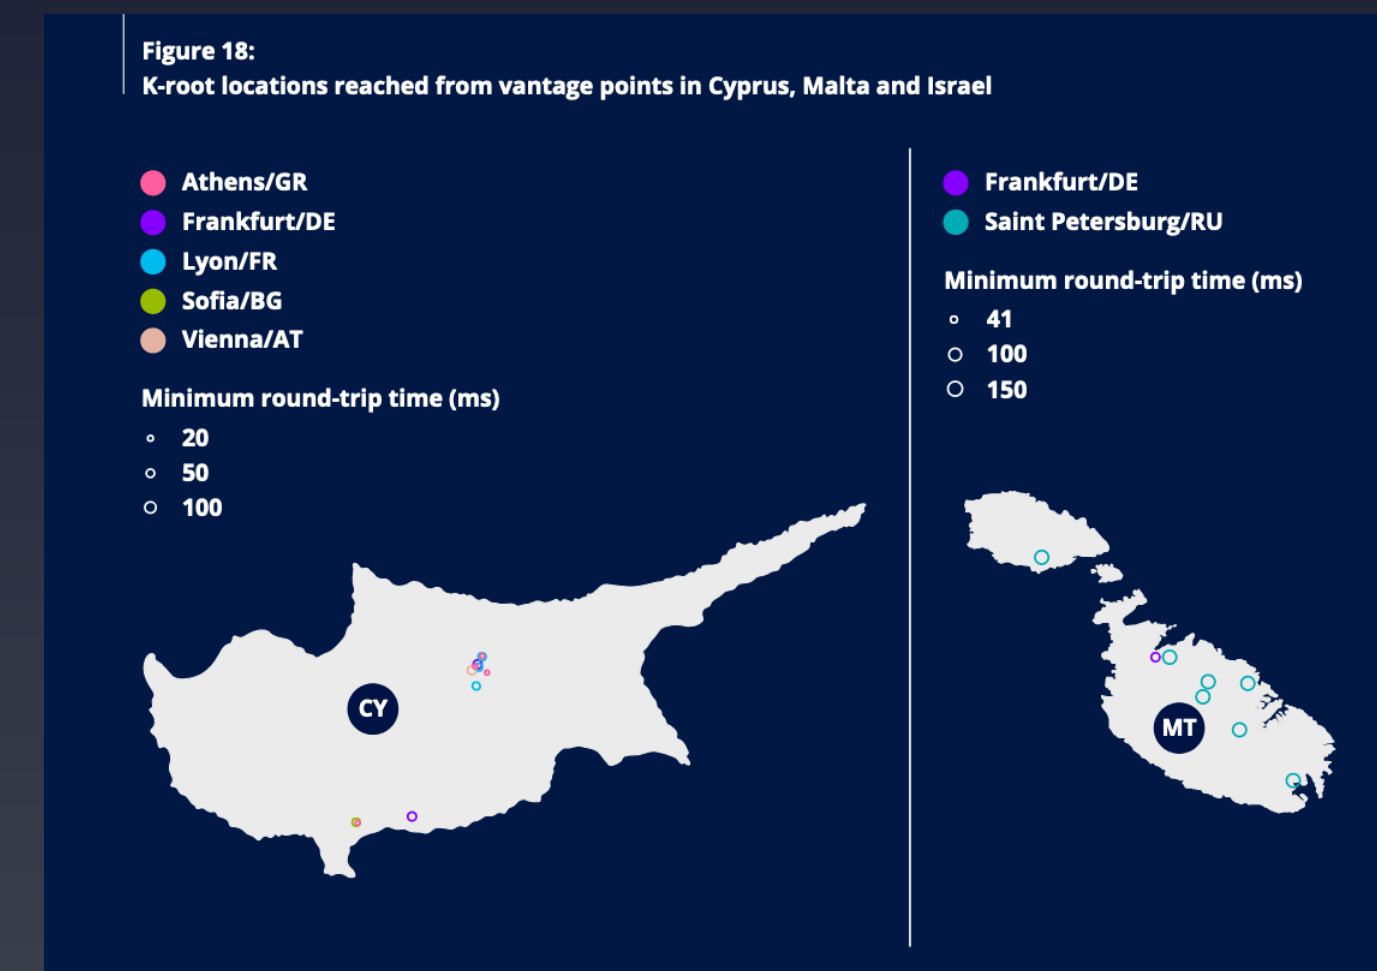 Figure 18:
K-root locations reached from vantage points in Cyprus, Malta and Israel
Athens/GR
Frankfurt/DE
Lyon/FR
Sofia/BG
Vienna/AT
Minimum round-trip time (ms)
20
50
100
CY
Frankfurt/DE
Saint Petersburg/RU
Minimum round-trip time (ms)
41
100
150
MT